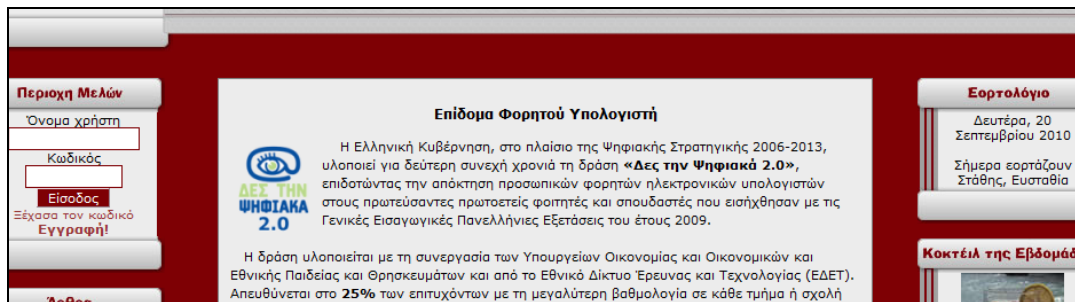 Περιοχη Μελών
Όνομα χρήστη
Κωδικός
Είσοδος
Ξέχασα τον κωδικό
Εγγραφή!
Άρθρα
Επίδομα Φορητού Υπολογιστή
ΔΕΣ ΤΗΝ
ΨΗΦΙΑΚΑ
2.0
Η Ελληνική Κυβέρνηση, στο πλαίσιο της Ψηφιακής Στρατηγικής 2006-2013,
υλοποιεί για δεύτερη συνεχή χρονιά τη δράση «Δες την Ψηφιακά 2.0»,
επιδοτώντας την απόκτηση προσωπικών φορητών ηλεκτρονικών υπολογιστών
στους πρωτεύσαντες πρωτοετείς φοιτητές και σπουδαστές που εισήχθησαν με τις
Γενικές Εισαγωγικές Πανελλήνιες Εξετάσεις του έτους 2009.
Η δράση υλοποιείται με τη συνεργασία των Υπουργείων Οικονομίας και Οικονομικών και
Εθνικής Παιδείας και Θρησκευμάτων και από το Εθνικό Δίκτυο Έρευνας και Τεχνολογίας (ΕΔΕΤ).
Απευθύνεται στο 25% των επιτυχόντων με τη μεγαλύτερη βαθμολογία σε κάθε τμήμα ή σχολή
Εορτολόγιο
Δευτέρα, 20
Σεπτεμβρίου 2010
Σήμερα εορτάζουν
Στάθης, Ευσταθία
Κοκτέιλ της Εβδομάδ